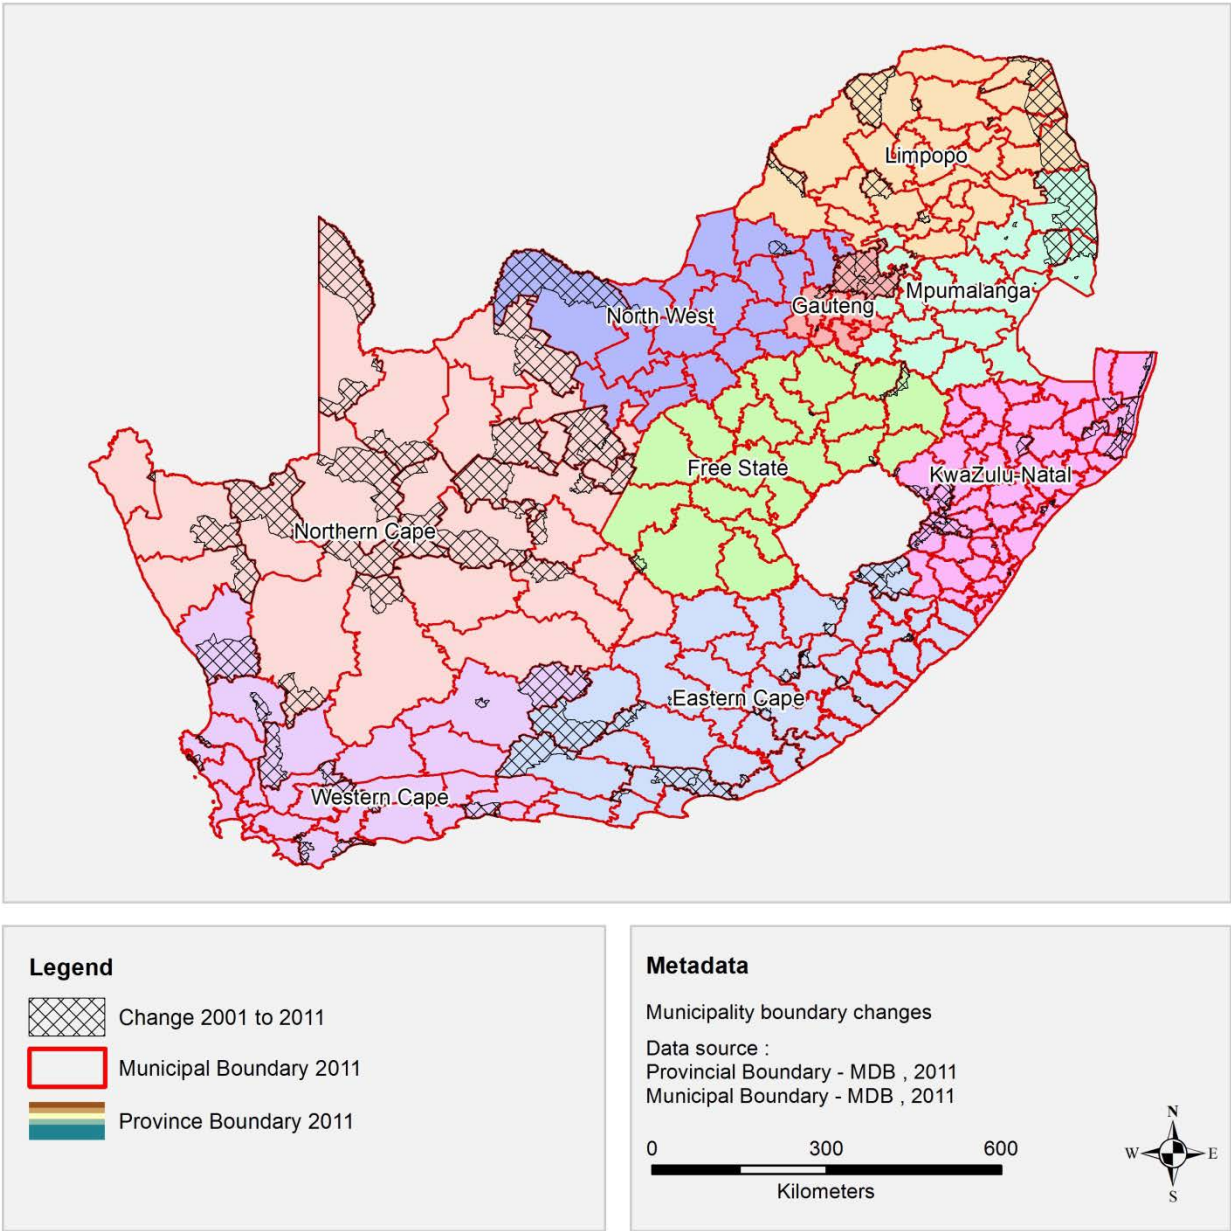 Limpopo
Mpumalanga
Gauteng
North West
Free State
KwaZulu-Natal
Northern Cape
Eastern Cape
Western Cape
Legend
Change 2001 to 2011
Municipal Boundary 2011
Province Boundary 2011
Metadata
Municipality boundary changes
Data source :
Provincial Boundary - MDB , 2011
Municipal Boundary - MDB , 2011
0 300 600
Kilometers
N
W E
S